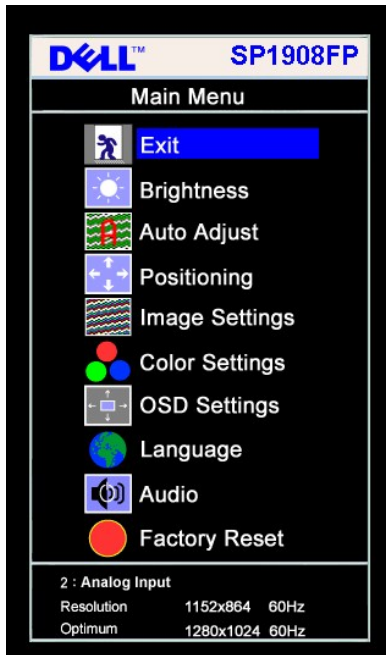 DELL™ SP1908FP
Main Menu
Exit
Brightness
Auto Adjust
Positioning
Image Settings
Color Settings
OSD Settings
Language
Audio
Factory Reset
2 : Analog Input
Resolution 1152x864 60Hz
Optimum 1280x1024 60Hz